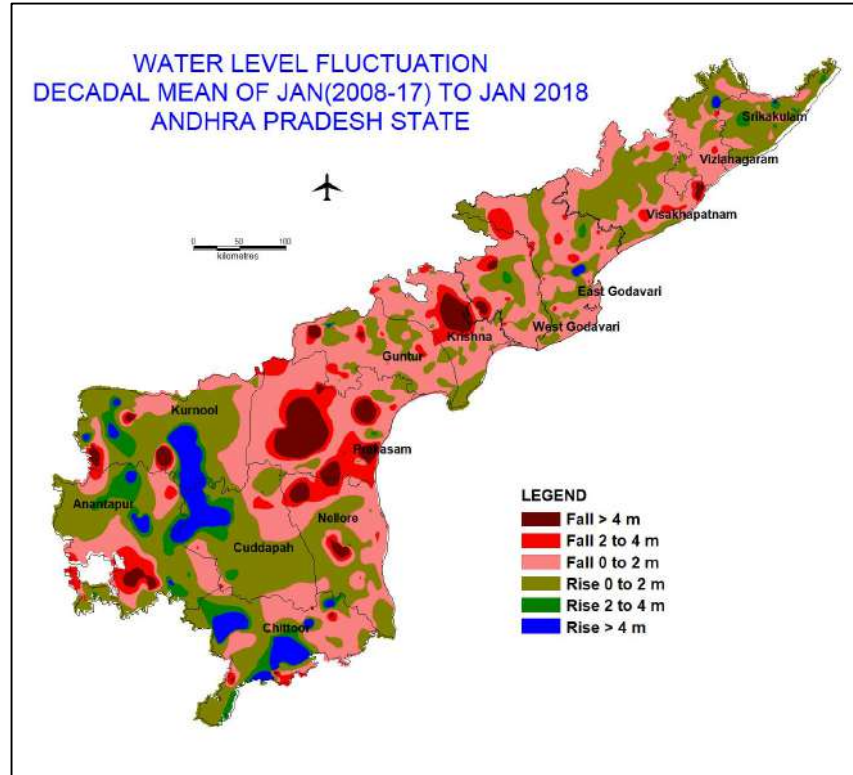 WATER LEVEL FLUCTUATION
DECADAL MEAN OF JAN(2008-17) TO JAN 2018
ANDHRA PRADESH STATE
Srikakulam
Vizianagaram
Visakhapatnam
0 50 100
kilometres
East Godavari
West Godavari
Krishna
Guntur
Kurnool
Prakasam
Anantapur
Nellore
Cuddapah
Chittoor
LEGEND
Fall > 4 m
Fall 2 to 4 m
Fall 0 to 2 m
Rise 0 to 2 m
Rise 2 to 4 m
Rise > 4 m